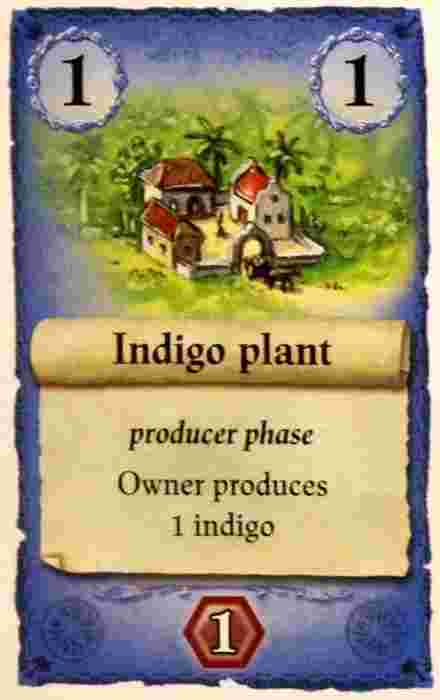 1 1
Indigo plant
producer phase
Owner produces
1 indigo
1